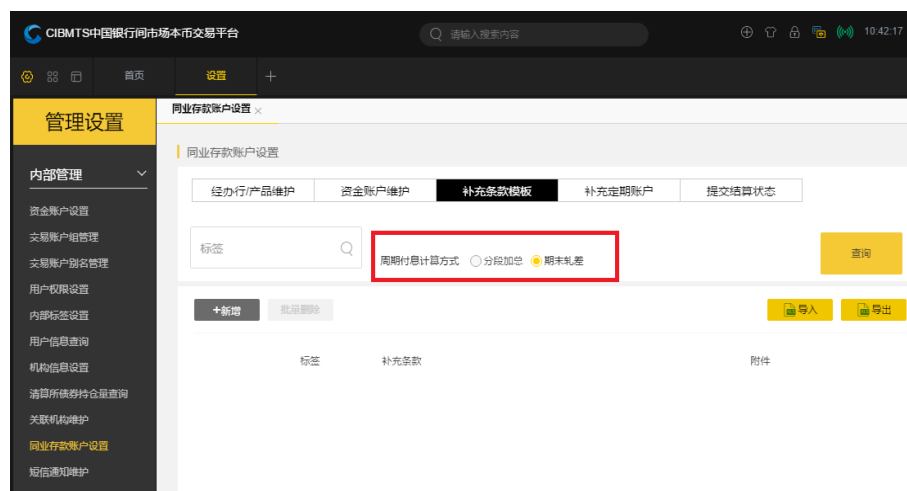 CIBMTS中国银行间市场本币交易平台
请输入搜索内容
10:42:17
首页
设置
管理设置
同业存款账户设置
同业存款账户设置
内部管理
经办行/产品维护 资金账户维护 补充条款模板 补充定期账户 提交结算状态
资金账户设置
交易账户组管理
标签
周期付息计算方式 分段加总 期末轧差
查询
交易账户别名管理
用户权限设置
内部标签设置
+新增 批量删除 导入 导出
用户信息查询
机构信息设置
标签 补充条款 附件
清算所债券持仓量查询
关联机构维护
同业存款账户设置
短信通知维护